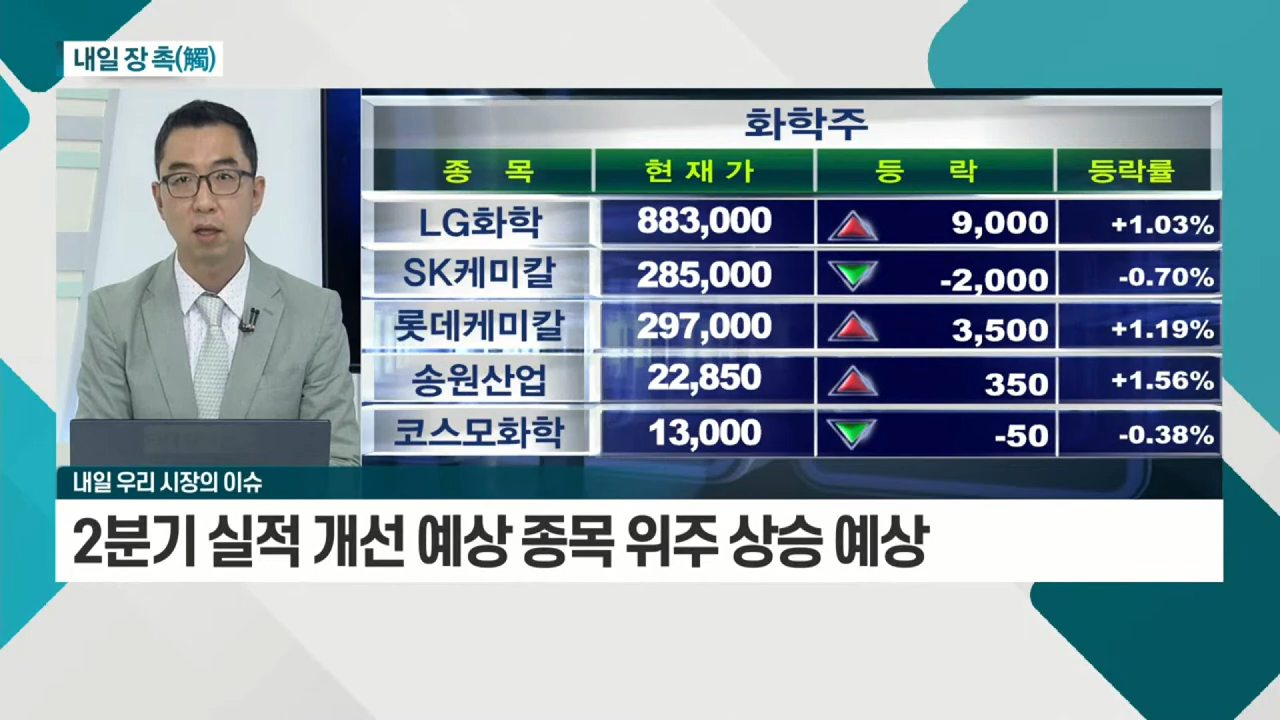 내일 장 촉(觸)
화학주
종 목 현 재 가 등 락 등락률
LG화학 883,000 9,000 +1.03%
SK케미칼 285,000 -2,000 -0.70%
롯데케미칼 297,000 3,500 +1.19%
송원산업 22,850 350 +1.56%
코스모화학 13,000 -50 -0.38%
내일 우리 시장의 이슈
2분기 실적 개선 예상 종목 위주 상승 예상